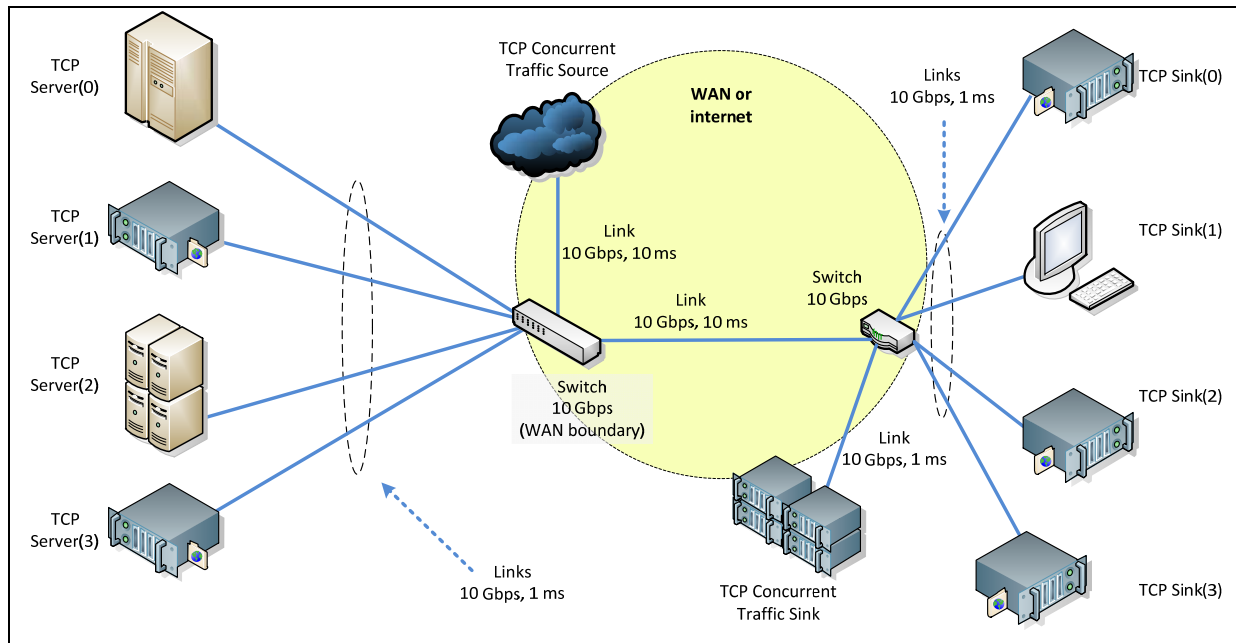 TCP
Server(0)
TCP
Server(1)
TCP
Server(2)
TCP
Server(3)
Links
10 Gbps, 1 ms
TCP Concurrent
Traffic Source
WAN or
internet
Link
10 Gbps, 10 ms
Link
10 Gbps, 10 ms
Switch
10 Gbps
(WAN boundary)
Switch
10 Gbps
Links
10 Gbps, 1 ms
Link
10 Gbps, 1 ms
TCP Concurrent
Traffic Sink
TCP Sink(0)
TCP Sink(1)
TCP Sink(2)
TCP Sink(3)